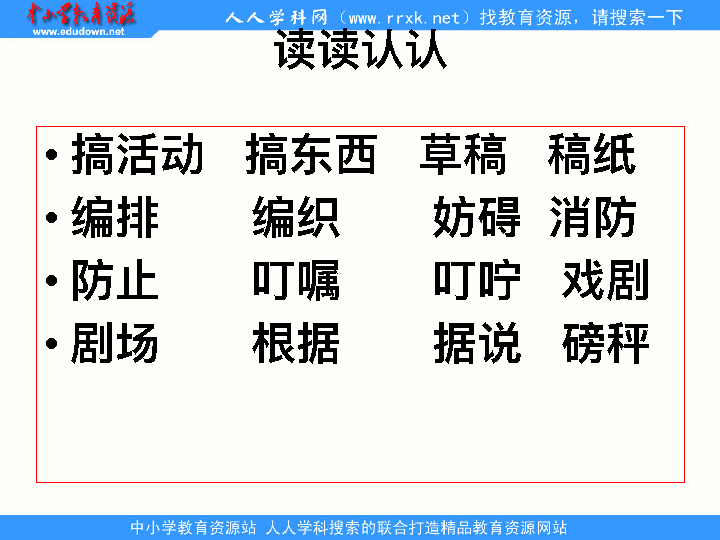 中小学教育资源
www.edudown.net
人人学科网（www.rrxk.net）找教育资源，请搜索一下
读读认认
• 搞活动 搞东西 草稿 稿纸
• 编排 编织 妨碍 消防
• 防止 叮嘱 叮咛 戏剧
• 剧场 根据 据说 磅秤
中小学教育资源站 人人学科搜索的联合打造精品教育资源网站